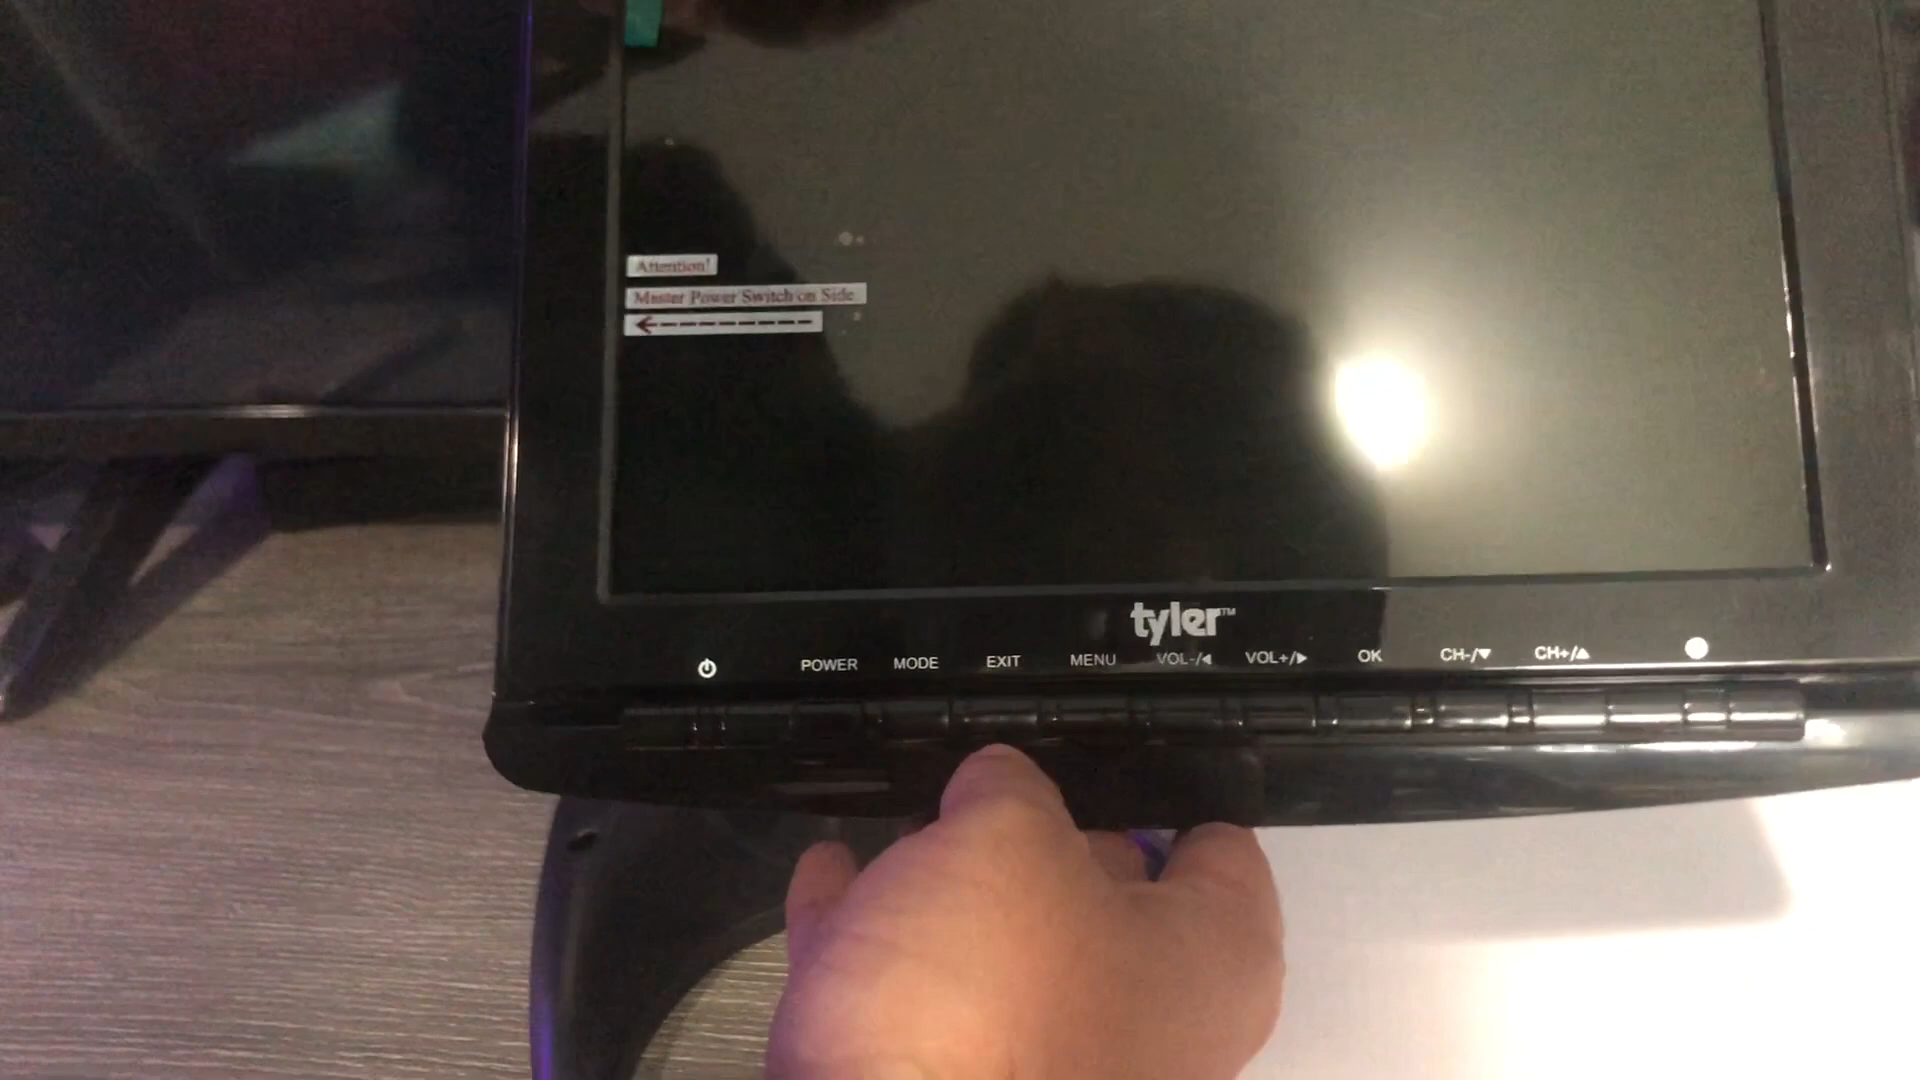 Attention!
Master Power Switch on Side
tyler™
POWER MODE EXIT MENU VOL-/◀ VOL+/▶ OK CH-/▼ CH+/▲